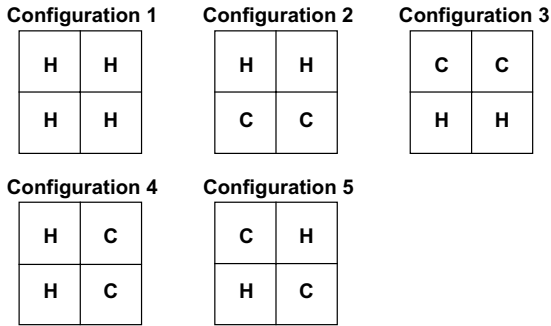 Configuration 1 Configuration 2 Configuration 3
H H H H C C
H H C C H H
Configuration 4 Configuration 5
H C C H
H C H C